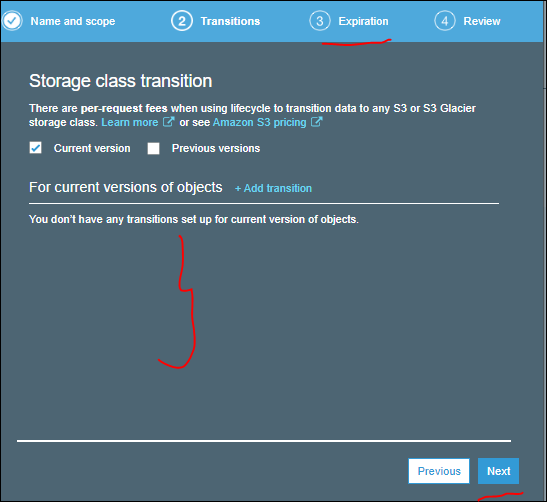 Name and scope
2 Transitions
3 Expiration
4 Review
Storage class transition
There are per-request fees when using lifecycle to transition data to any S3 or S3 Glacier
storage class. Learn more or see Amazon S3 pricing
Current version Previous versions
For current versions of objects + Add transition
You don't have any transitions set up for current version of objects.
Previous Next